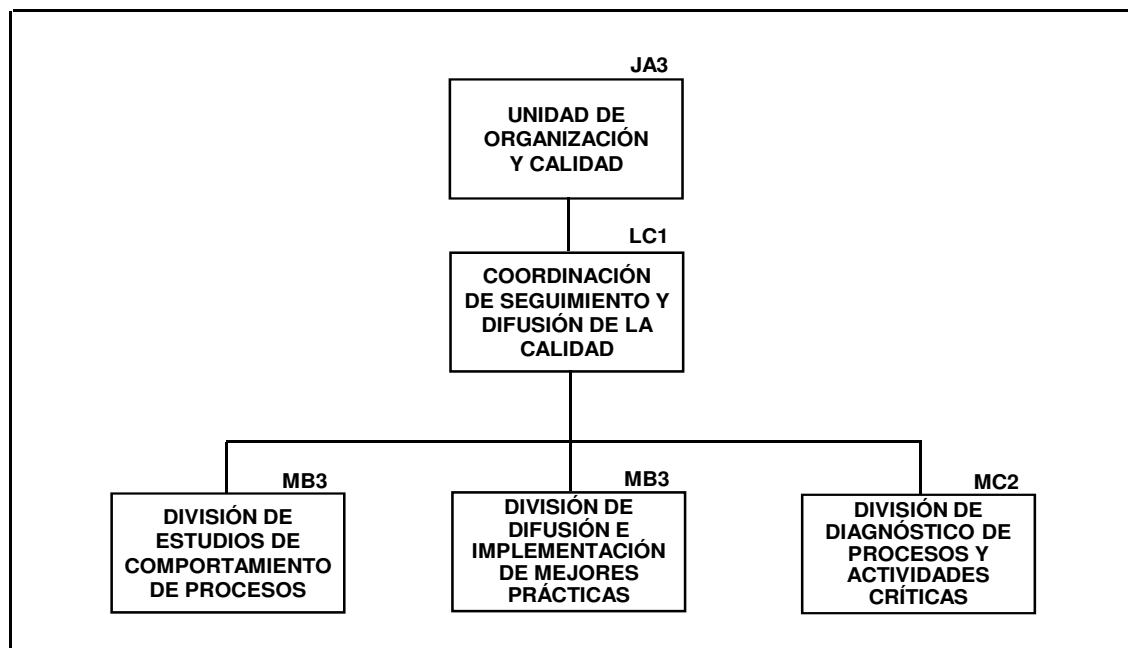 JA3
UNIDAD DE
ORGANIZACIÓN
Y CALIDAD
LC1
COORDINACIÓN
DE SEGUIMIENTO Y
DIFUSIÓN DE LA
CALIDAD
MB3
DIVISIÓN DE
ESTUDIOS DE
COMPORTAMIENTO
DE PROCESOS
MB3
DIVISIÓN DE
DIFUSIÓN E
IMPLEMENTACIÓN
DE MEJORES
PRÁCTICAS
MC2
DIVISIÓN DE
DIAGNÓSTICO DE
PROCESOS Y
ACTIVIDADES
CRÍTICAS